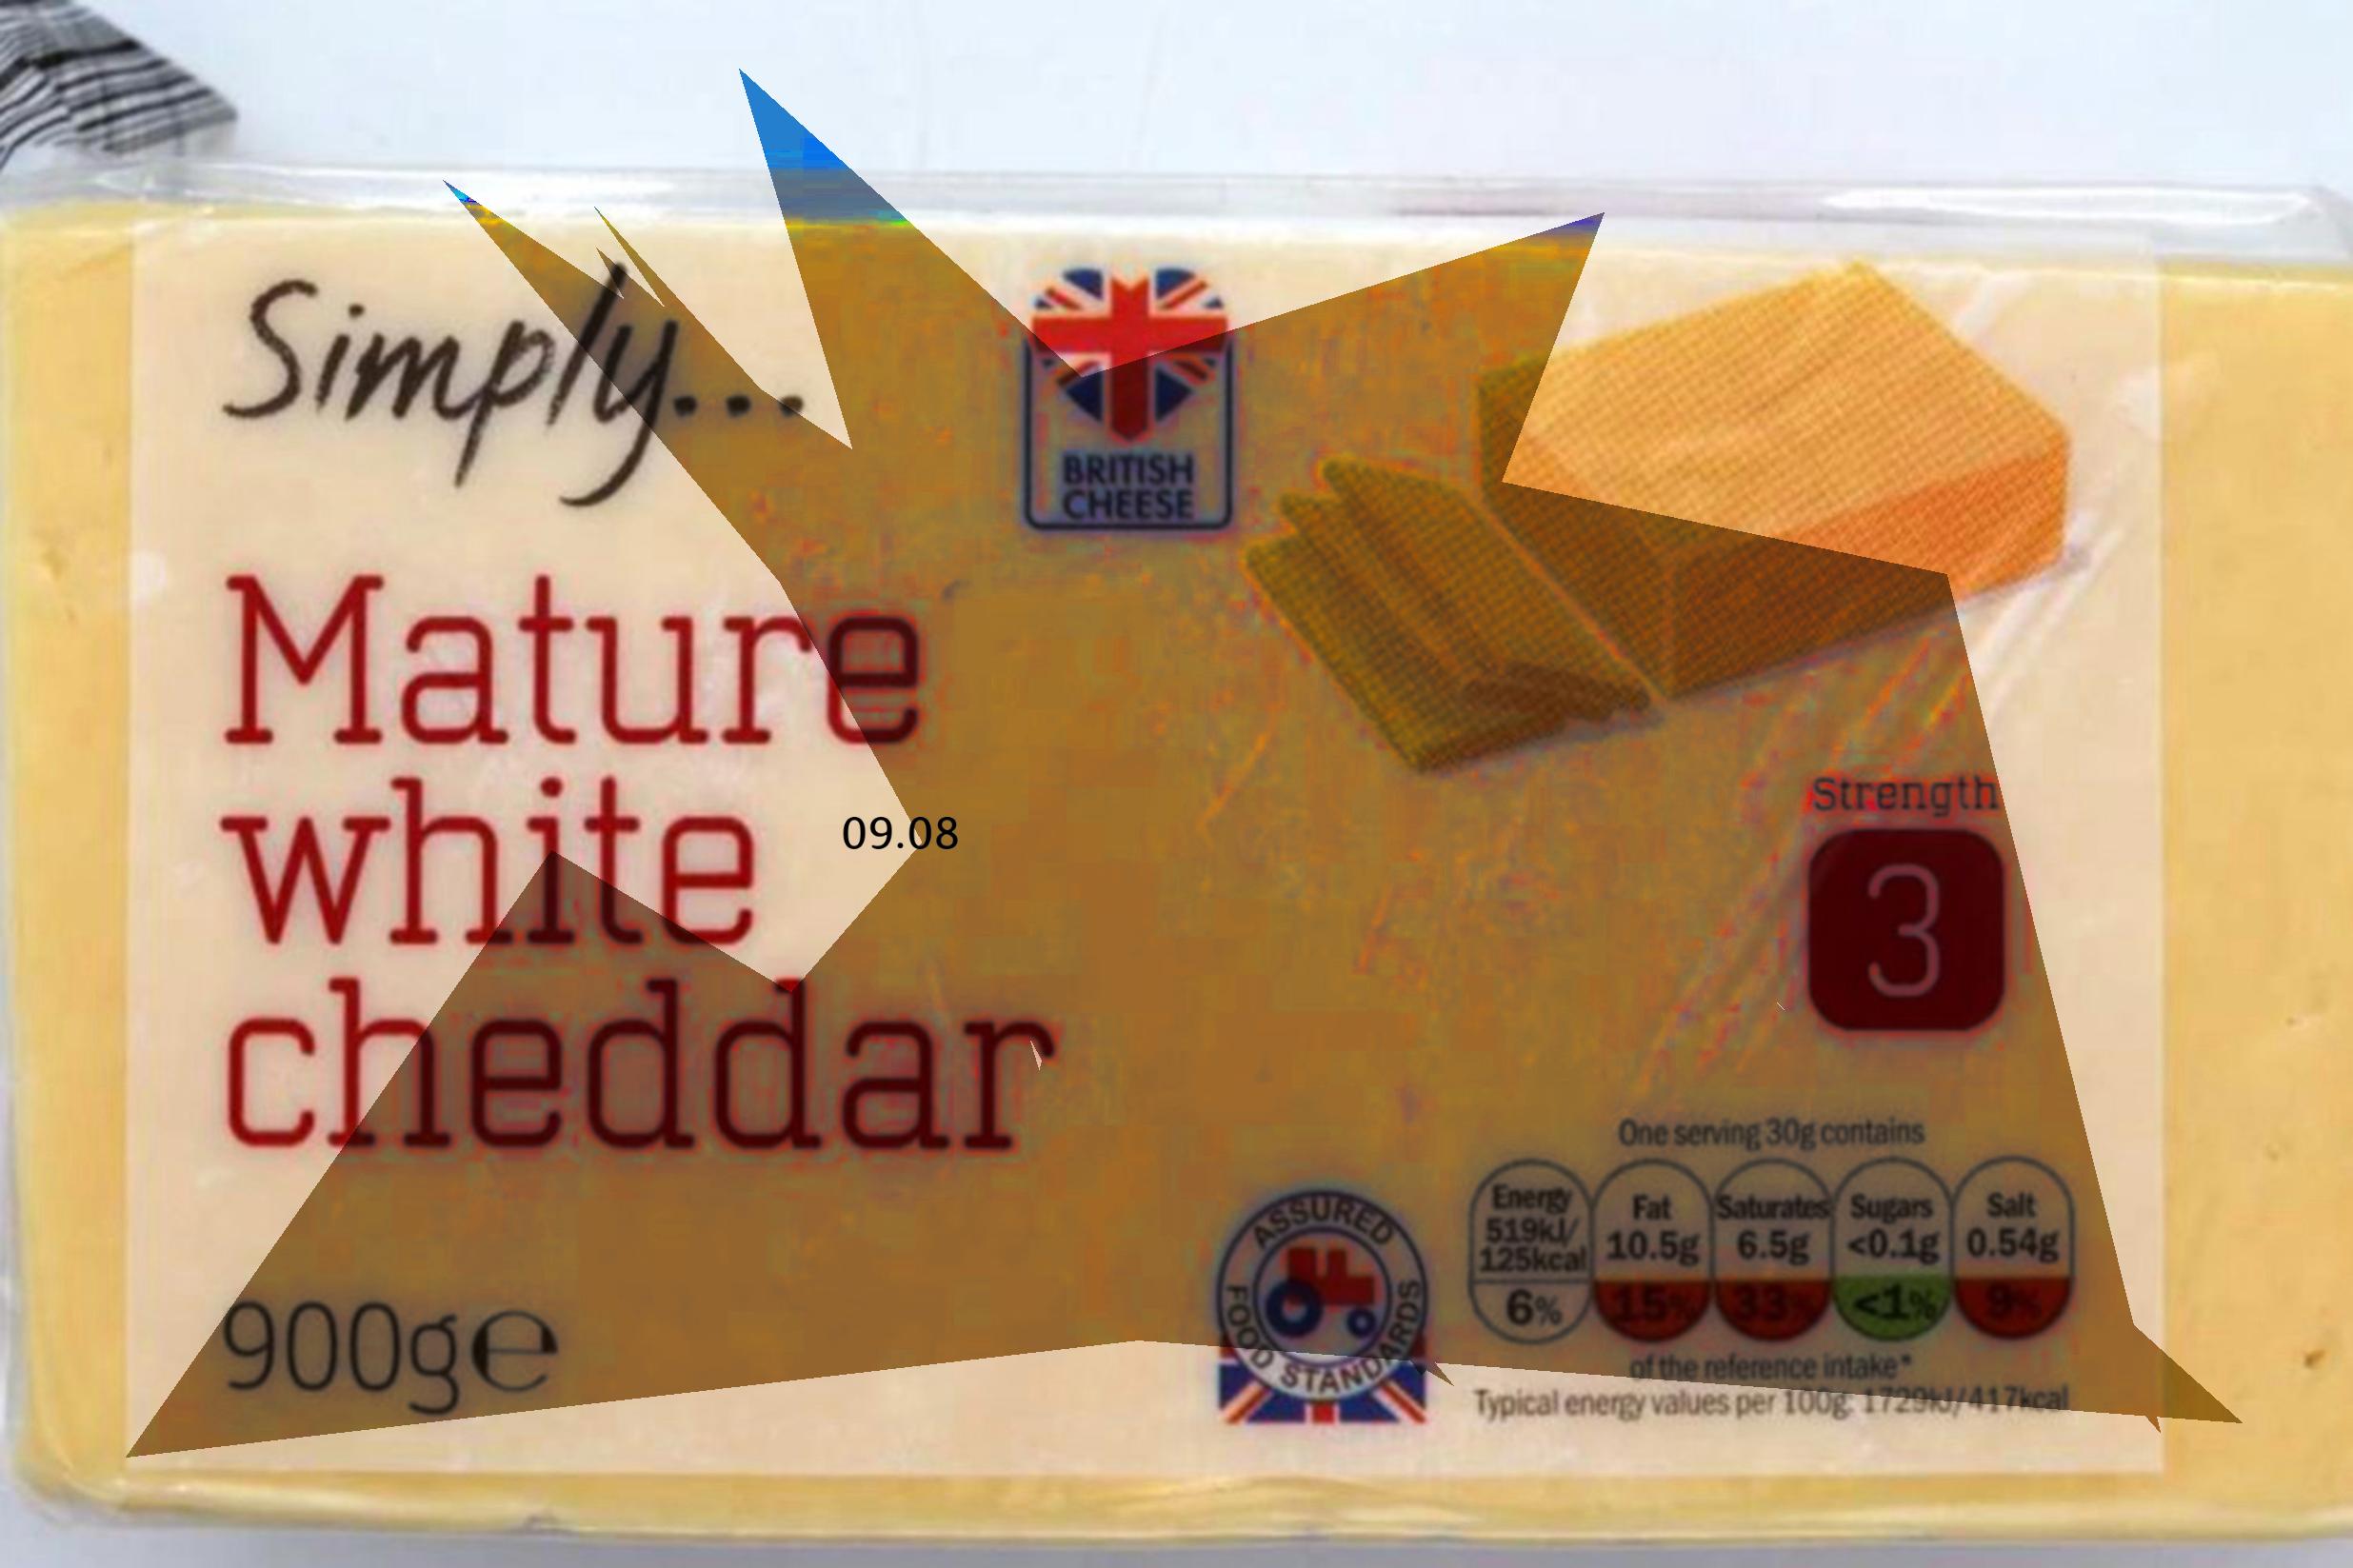 Simply...
BRITISH
CHEESE
Mature
white
09.08
cheddar
Strength
3
One serving 30g contains
Energy
519kJ/
125kcal
6%
Fat
10.5g
15%
Saturates
6.5g
33%
Sugars
<0.1g
<1%
Salt
0.54g
9%
of the reference intake*
Typical energy values per 100g: 1729kJ/417kcal
ASSURED
FOOD STANDARDS
900g℮